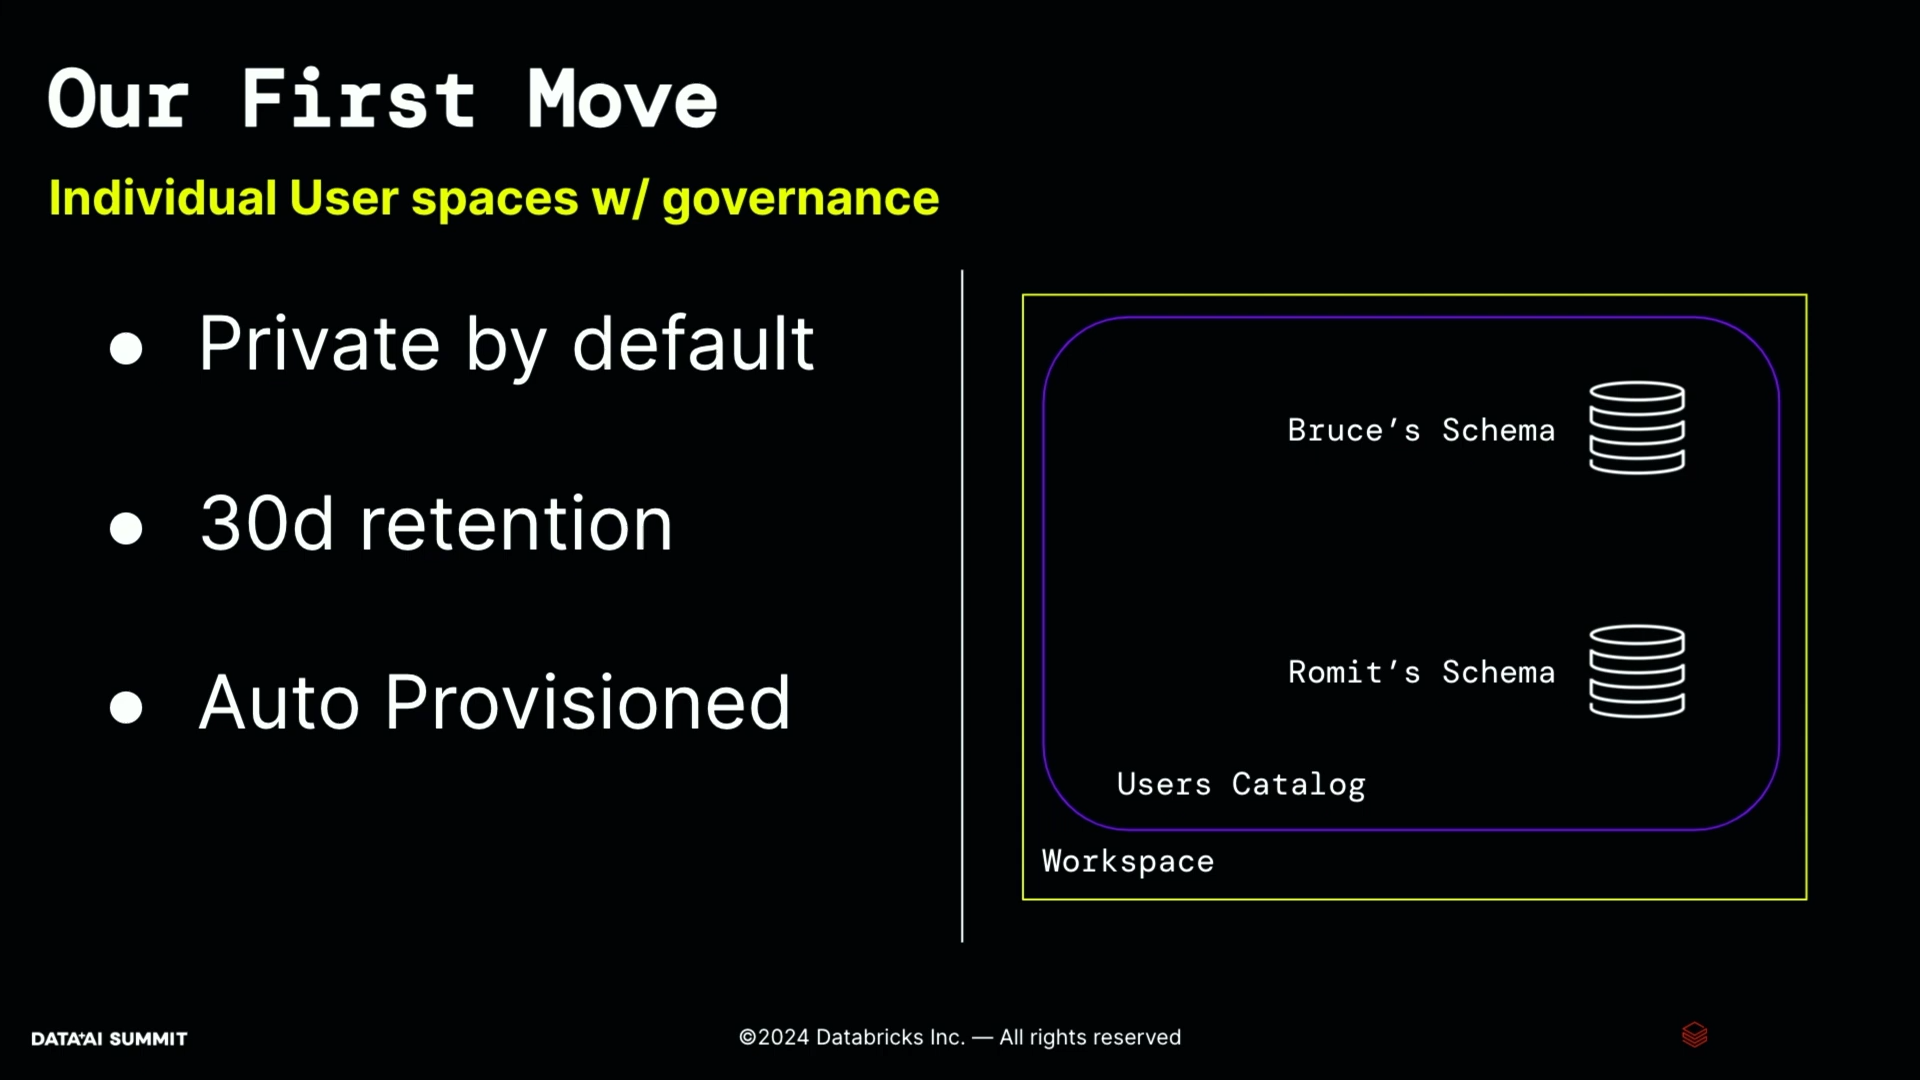 Our First Move
Individual User spaces w/ governance
● Private by default
● 30d retention
● Auto Provisioned
Bruce’s Schema
Romit’s Schema
Users Catalog
Workspace
DATA+AI SUMMIT
©2024 Databricks Inc. — All rights reserved